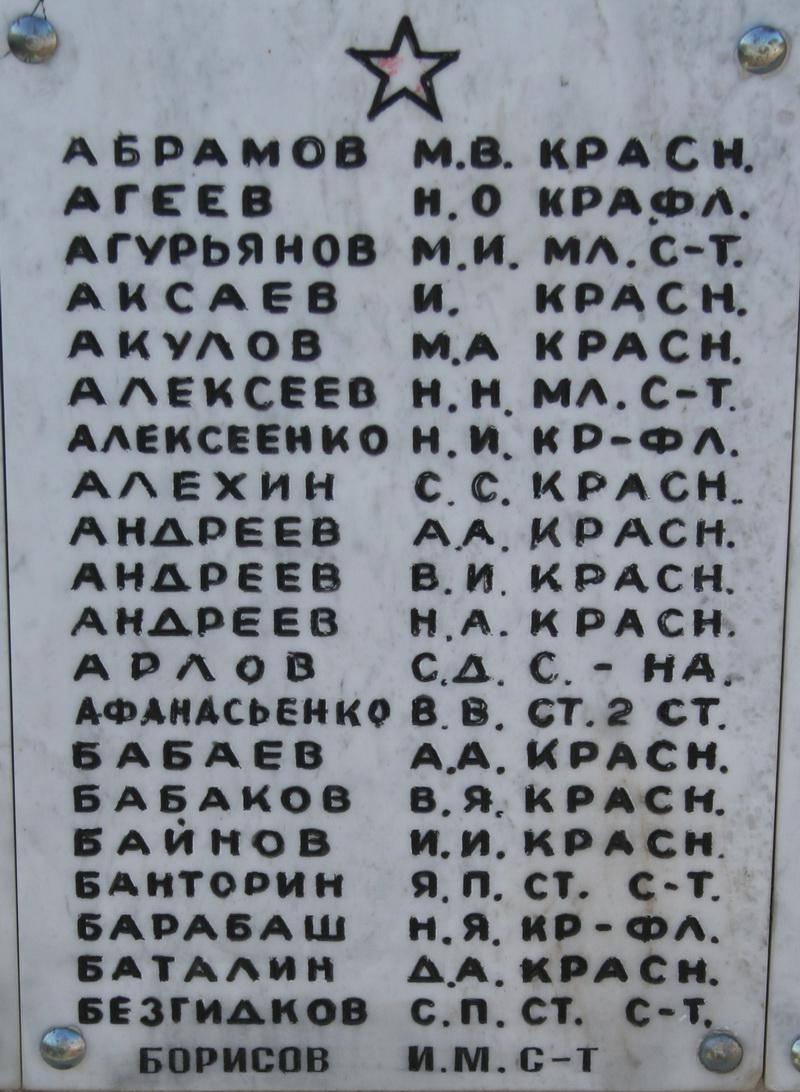 АБРАМОВ М.В. КРАСН.
АГЕЕВ Н.О КРАФЛ.
АГУРЬЯНОВ М.И. МЛ.С-Т.
АКСАЕВ И. КРАСН.
АКУЛОВ М.А КРАСН.
АЛЕКСЕЕВ Н.Н. МЛ.С-Т.
АЛЕКСЕЕНКО Н.И. КР-ФЛ.
АЛЕХИН С.С. КРАСН.
АНДРЕЕВ А.А. КРАСН.
АНДРЕЕВ В.И. КРАСН.
АНДРЕЕВ Н.А. КРАСН.
АРЛОВ С.Д. С.-НА.
АФАНАСЬЕНКО В.В. СТ.2 СТ.
БАБАЕВ А.А. КРАСН.
БАБАКОВ В.Я. КРАСН.
БАЙНОВ И.И. КРАСН.
БАНТОРИН Я.П. СТ. С-Т.
БАРАБАШ Н.Я. КР-ФЛ.
БАТАЛИН Д.А. КРАСН.
БЕЗГИДКОВ С.П. СТ. С-Т.
БОРИСОВ И.М. С-Т